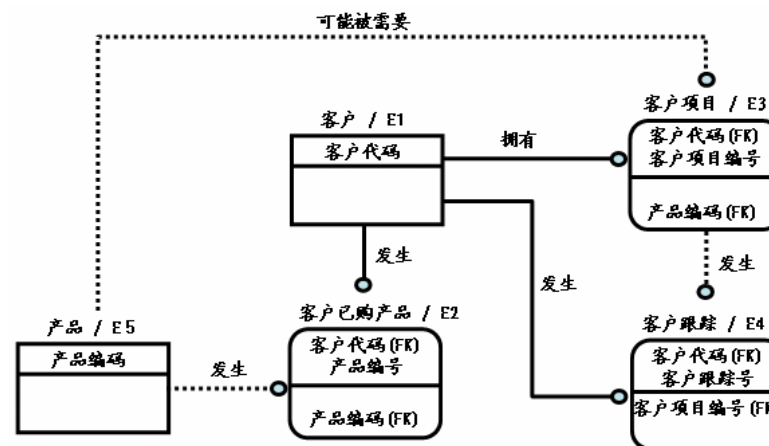 可能被需要
客户项目 / E3
客户代码(FK)
客户项目编号
产品编码(FK)
客户 / E1
客户代码
拥有
发生
发生
发生
客户已购产品 / E2
客户代码(FK)
产品编号
产品编码(FK)
产品 / E5
产品编码
发生
客户跟踪 / E4
客户代码(FK)
客户跟踪号
客户项目编号(FK